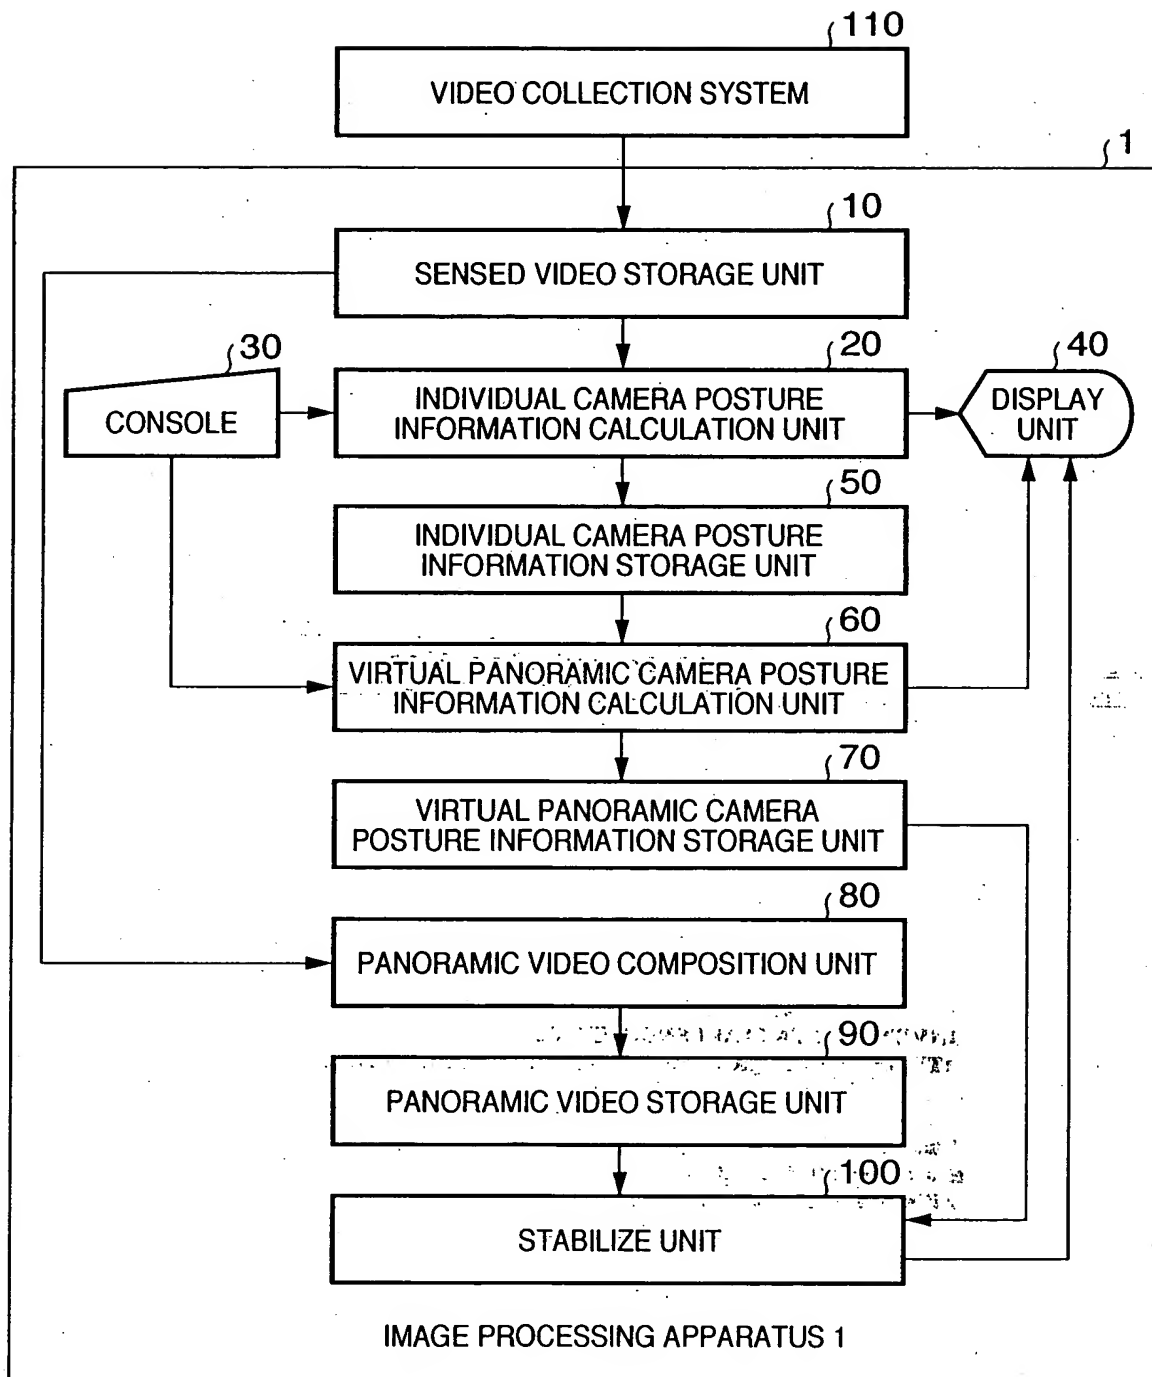 110
VIDEO COLLECTION SYSTEM
1
10
SENSED VIDEO STORAGE UNIT
30
CONSOLE
20
INDIVIDUAL CAMERA POSTURE
INFORMATION CALCULATION UNIT
40
DISPLAY
UNIT
50
INDIVIDUAL CAMERA POSTURE
INFORMATION STORAGE UNIT
60
VIRTUAL PANORAMIC CAMERA POSTURE
INFORMATION CALCULATION UNIT
70
VIRTUAL PANORAMIC CAMERA
POSTURE INFORMATION STORAGE UNIT
80
PANORAMIC VIDEO COMPOSITION UNIT
90
PANORAMIC VIDEO STORAGE UNIT
100
STABILIZE UNIT
IMAGE PROCESSING APPARATUS 1